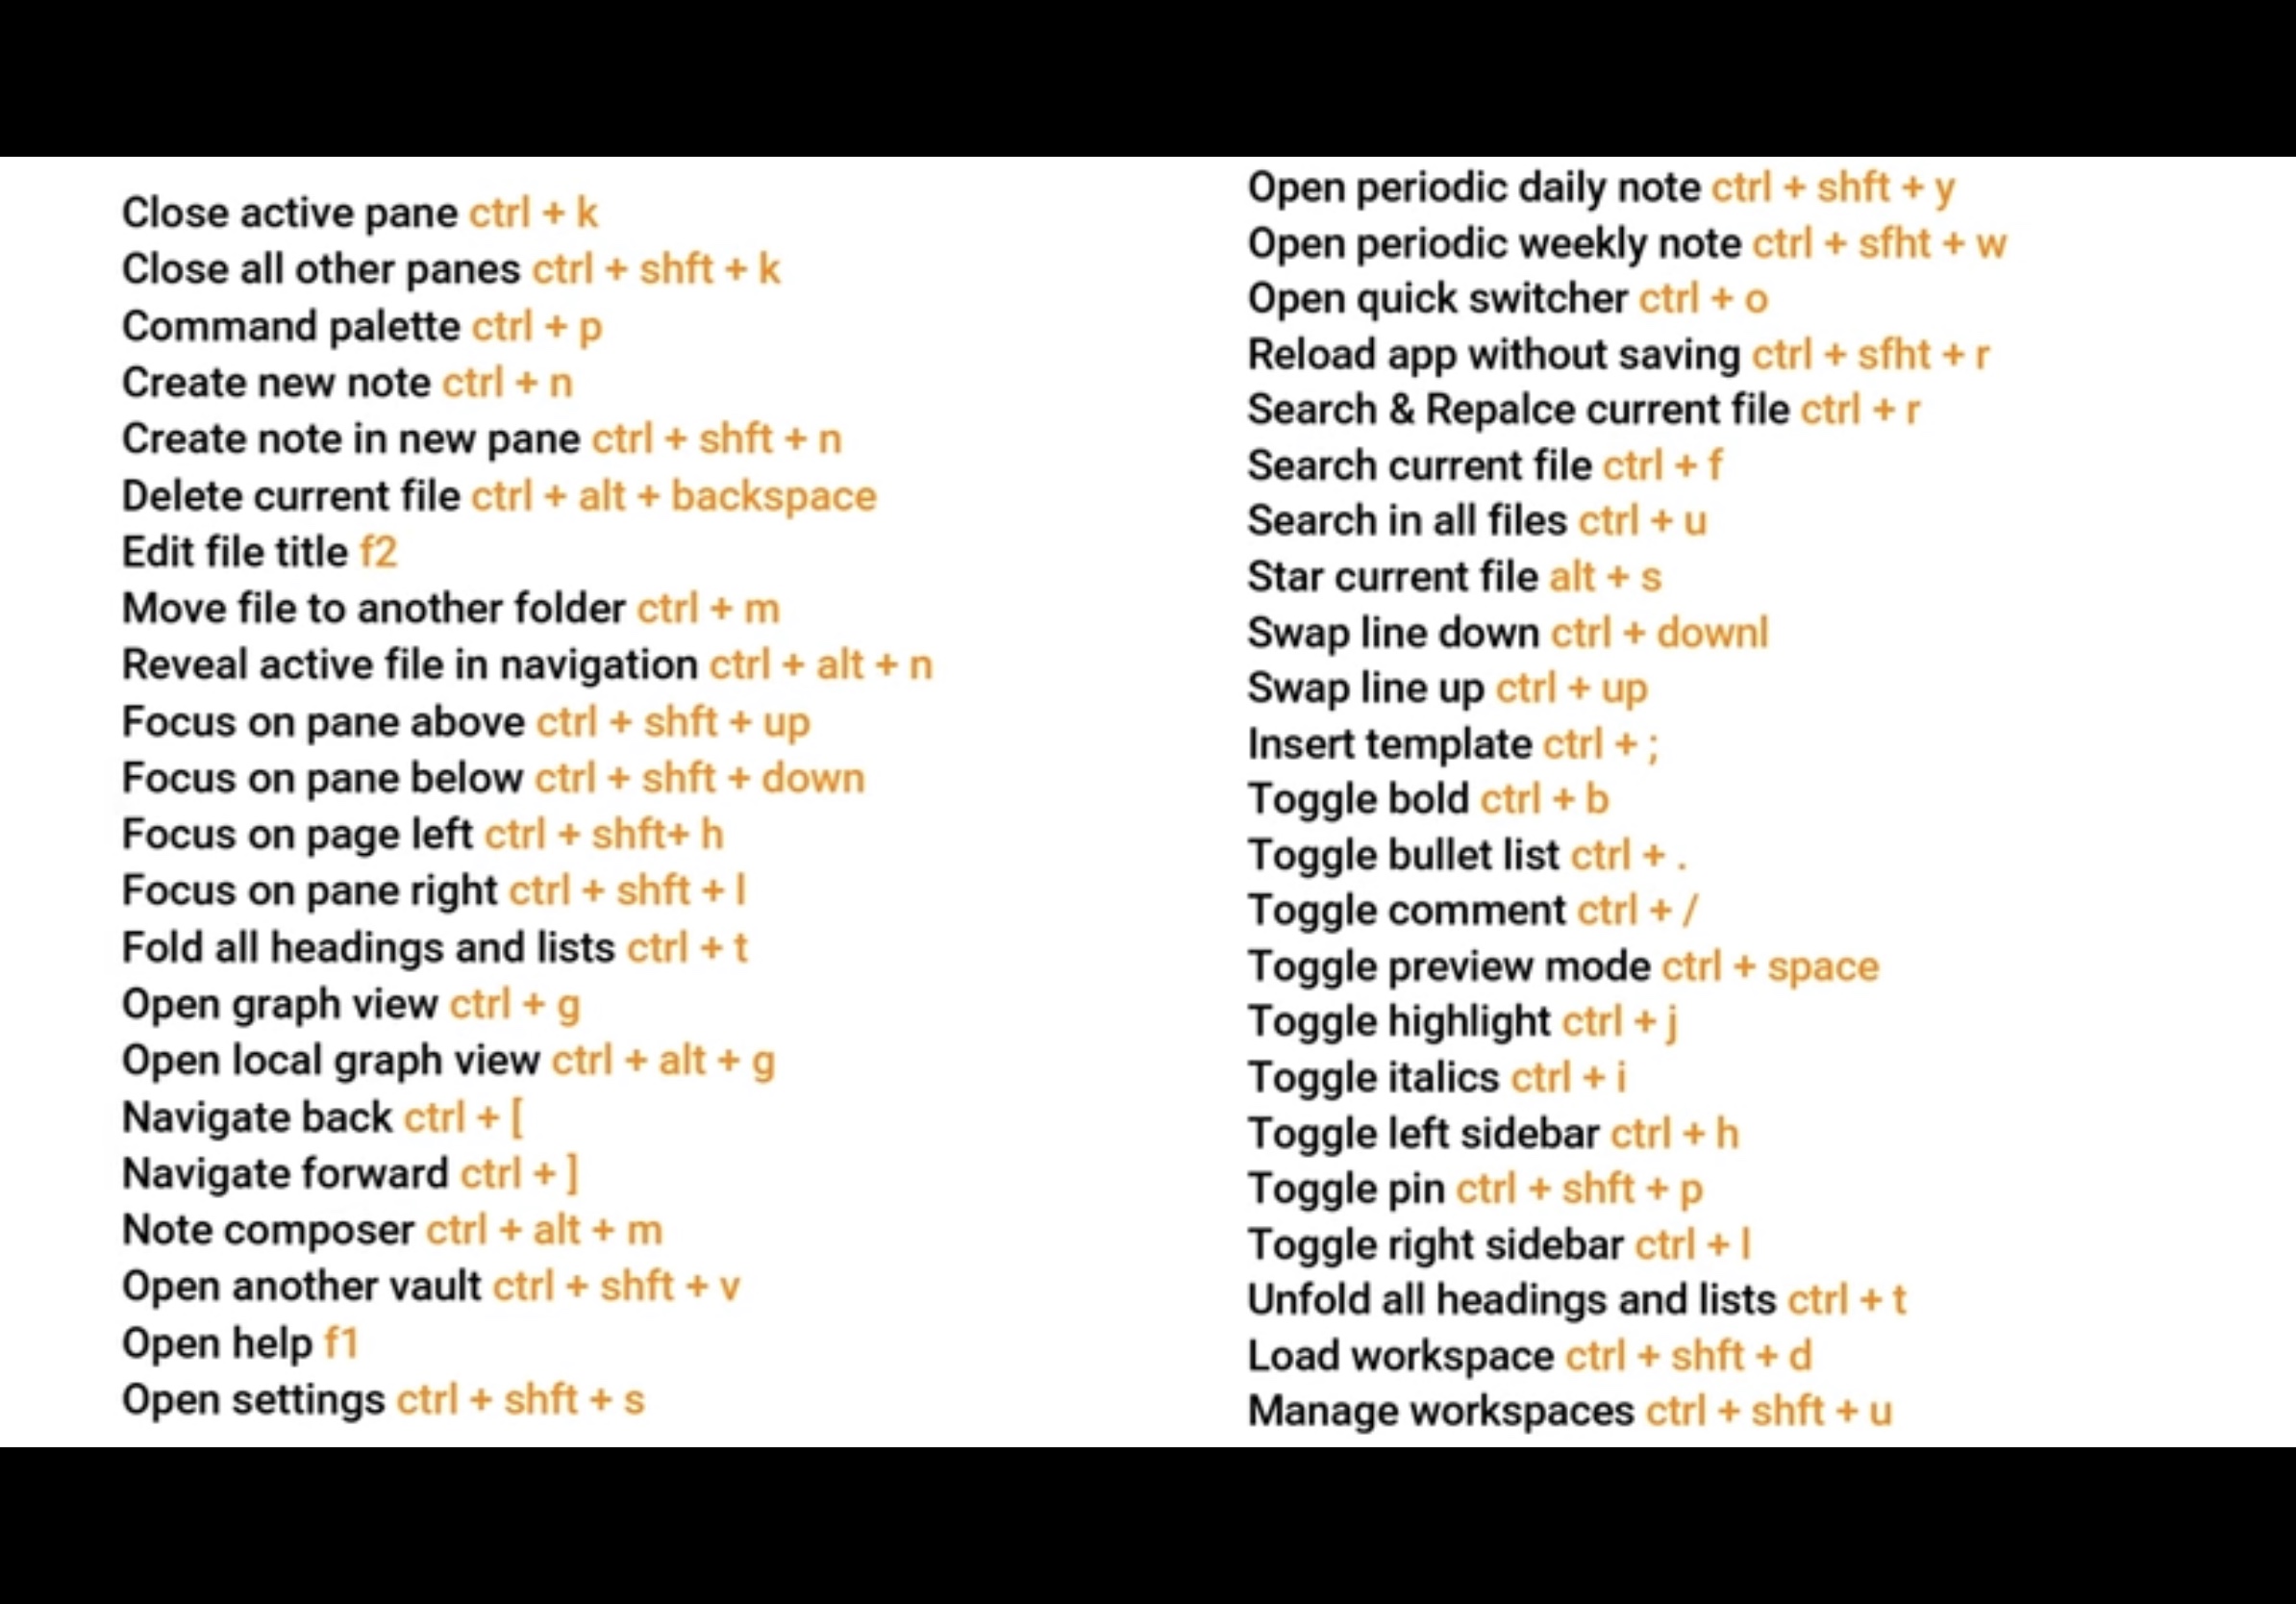 Close active pane ctrl + k
Close all other panes ctrl + shft + k
Command palette ctrl + p
Create new note ctrl + n
Create note in new pane ctrl + shft + n
Delete current file ctrl + alt + backspace
Edit file title f2
Move file to another folder ctrl + m
Reveal active file in navigation ctrl + alt + n
Focus on pane above ctrl + shft + up
Focus on pane below ctrl + shft + down
Focus on page left ctrl + shft+ h
Focus on pane right ctrl + shft + l
Fold all headings and lists ctrl + t
Open graph view ctrl + g
Open local graph view ctrl + alt + g
Navigate back ctrl + [
Navigate forward ctrl + ]
Note composer ctrl + alt + m
Open another vault ctrl + shft + v
Open help f1
Open settings ctrl + shft + s
Open periodic daily note ctrl + shft + y
Open periodic weekly note ctrl + sfht + w
Open quick switcher ctrl + o
Reload app without saving ctrl + sfht + r
Search & Repalce current file ctrl + r
Search current file ctrl + f
Search in all files ctrl + u
Star current file alt + s
Swap line down ctrl + downl
Swap line up ctrl + up
Insert template ctrl + ;
Toggle bold ctrl + b
Toggle bullet list ctrl + .
Toggle comment ctrl + /
Toggle preview mode ctrl + space
Toggle highlight ctrl + j
Toggle italics ctrl + i
Toggle left sidebar ctrl + h
Toggle pin ctrl + shft + p
Toggle right sidebar ctrl + l
Unfold all headings and lists ctrl + t
Load workspace ctrl + shft + d
Manage workspaces ctrl + shft + u